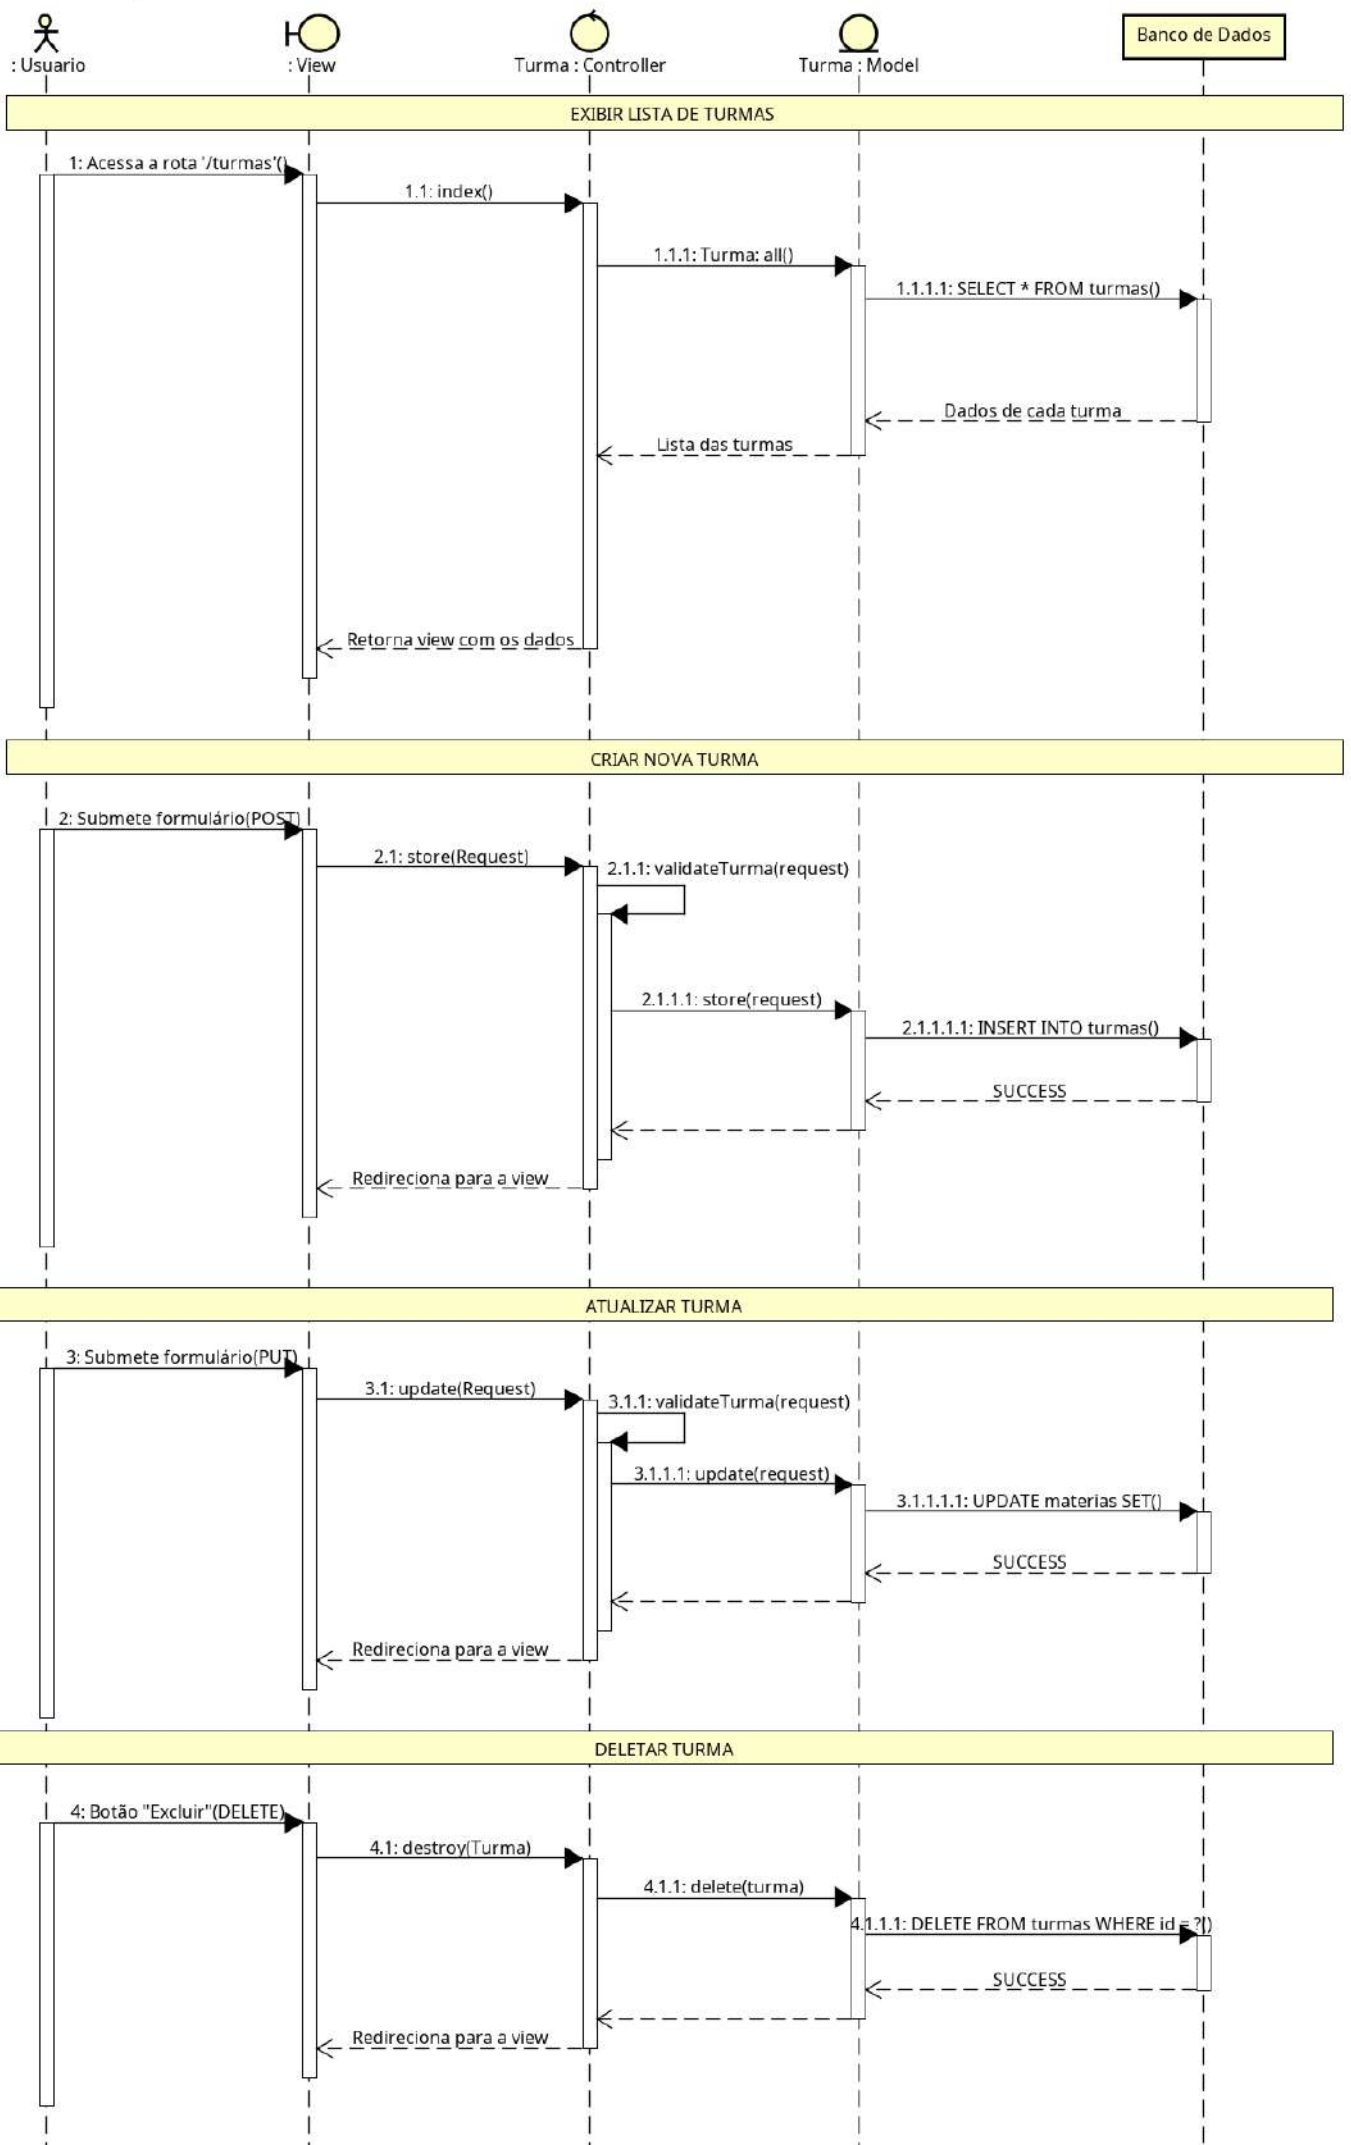 : Usuario
: View
Turma : Controller
Turma : Model
Banco de Dados
EXIBIR LISTA DE TURMAS
1: Acessa a rota '/turmas'()
1.1: index()
1.1.1: Turma: all()
1.1.1.1: SELECT * FROM turmas()
Dados de cada turma
Lista das turmas
Retorna view com os dados
CRIAR NOVA TURMA
2: Submete formulário(POST)
2.1: store(Request)
2.1.1: validateTurma(request)
2.1.1.1: store(request)
2.1.1.1.1: INSERT INTO turmas()
SUCCESS
Redireciona para a view
ATUALIZAR TURMA
3: Submete formulário(PUT)
3.1: update(Request)
3.1.1: validateTurma(request)
3.1.1.1: update(request)
3.1.1.1.1: UPDATE materias SET()
SUCCESS
Redireciona para a view
DELETAR TURMA
4: Botão "Excluir"(DELETE)
4.1: destroy(Turma)
4.1.1: delete(turma)
4.1.1.1: DELETE FROM turmas WHERE id = ?()
SUCCESS
Redireciona para a view